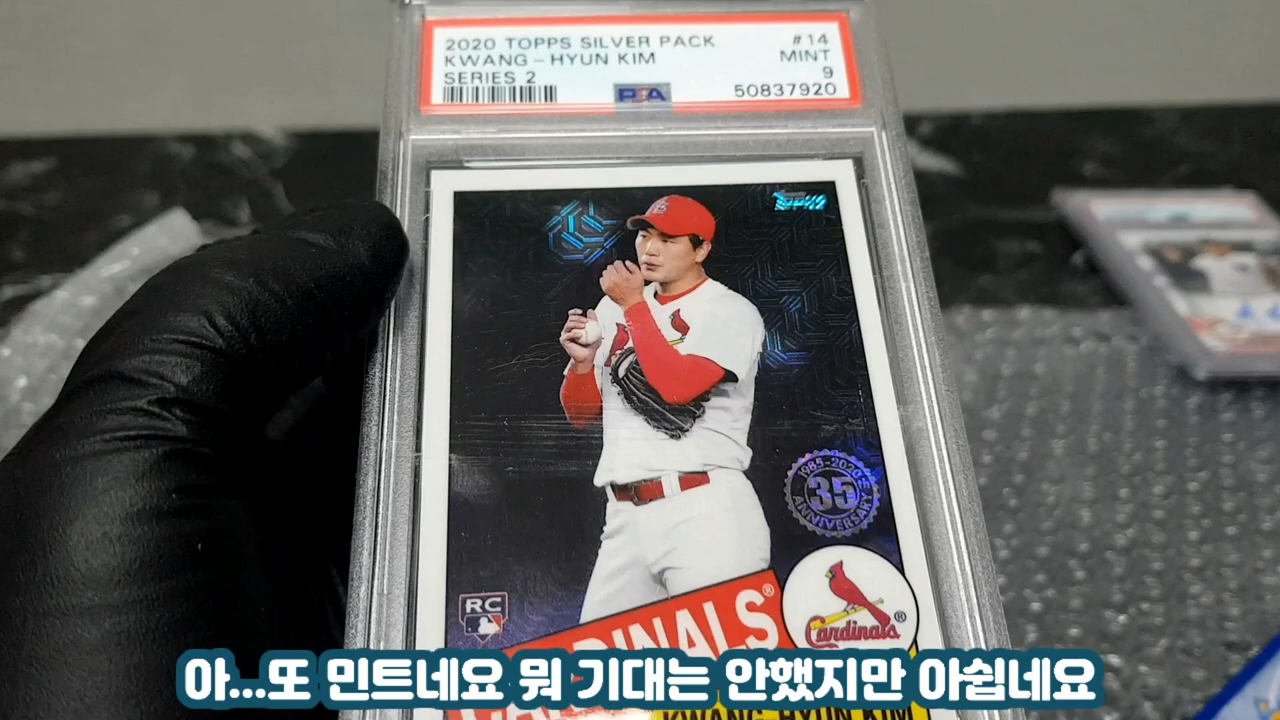 2020 TOPPS SILVER PACK #14
KWANG-HYUN KIM MINT
SERIES 2 9
PSA 50837920
Topps
1985-2020
35
ANNIVERSARY
RC
CARDINALS®
Cardinals®
KWANG-HYUN KIM
아...또 민트네요 뭐 기대는 안했지만 아쉽네요